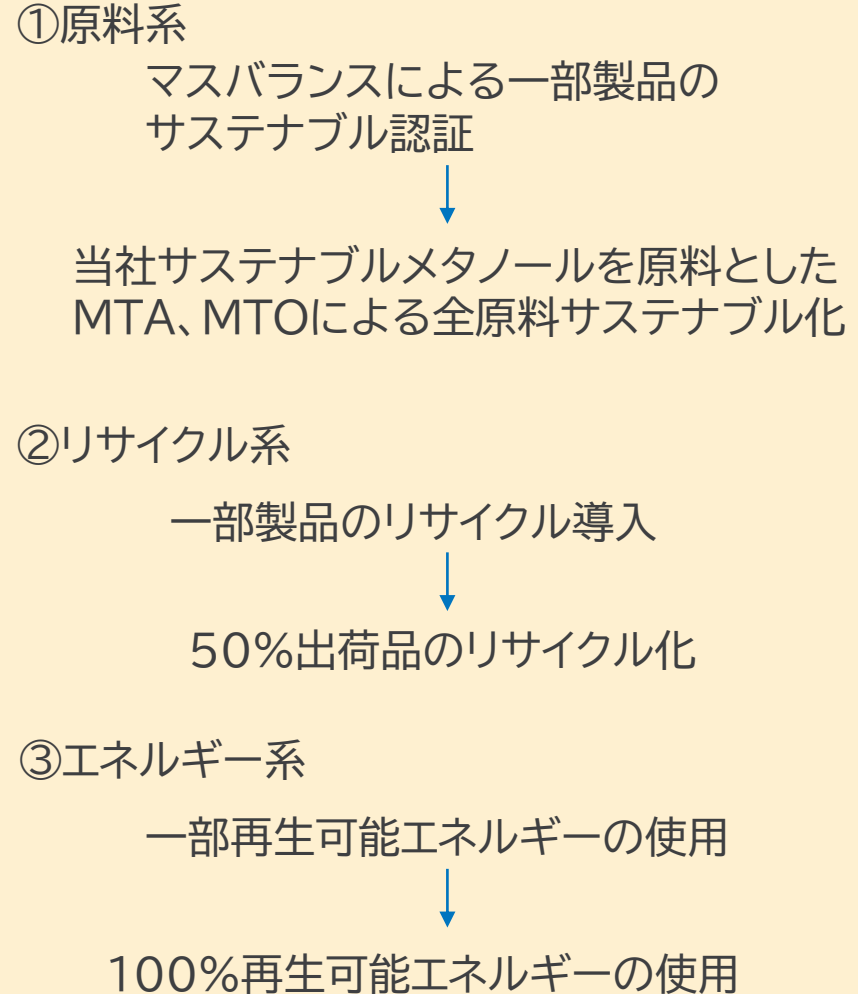 ①原料系
マスバランスによる一部製品の
サステナブル認証
当社サステナブルメタノールを原料とした
MTA、MTOによる全原料サステナブル化
②リサイクル系
一部製品のリサイクル導入
50%出荷品のリサイクル化
③エネルギー系
一部再生可能エネルギーの使用
100%再生可能エネルギーの使用